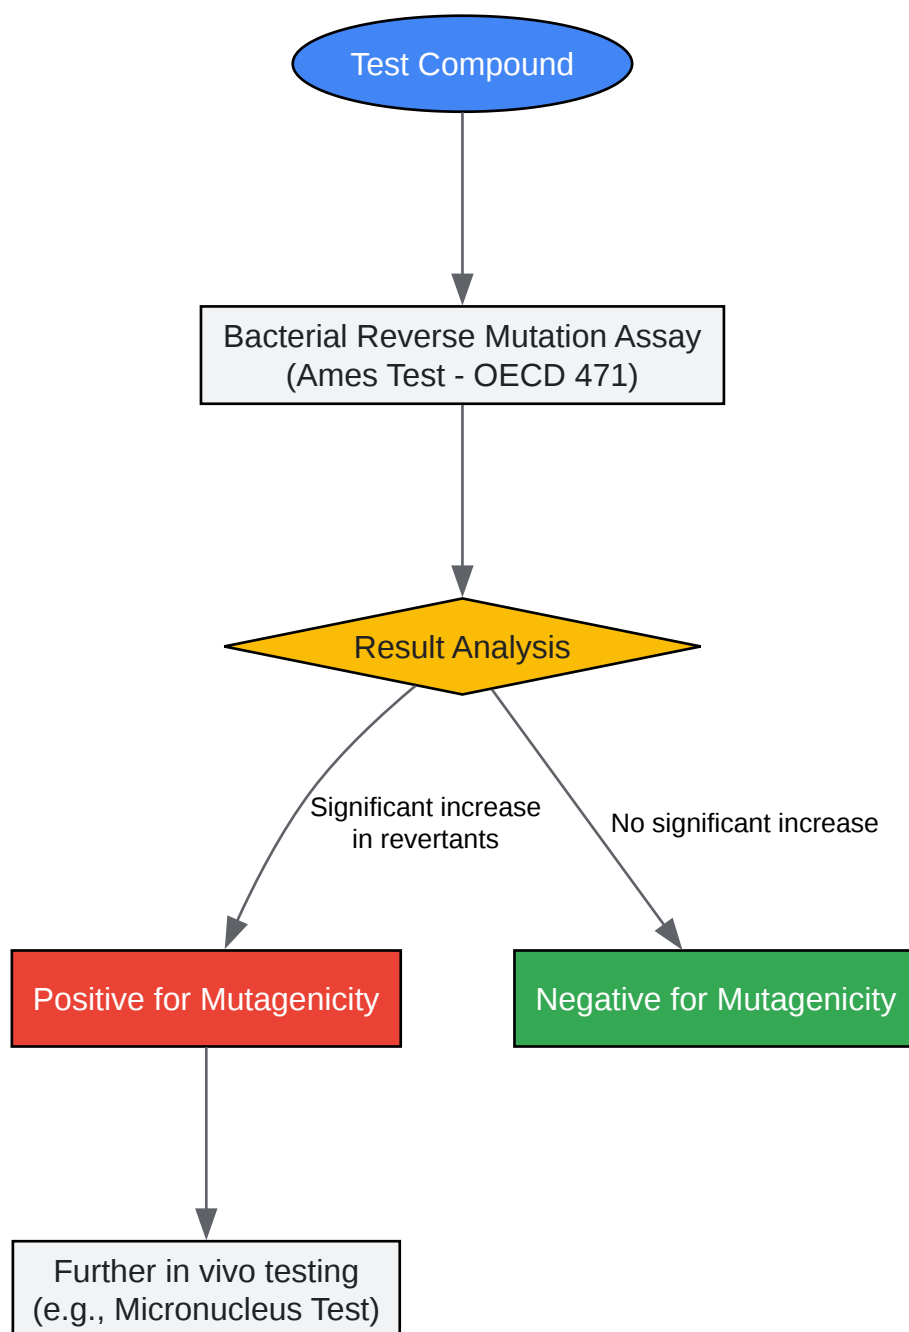 Test Compound
Bacterial Reverse Mutation Assay
(Ames Test - OECD 471)
Result Analysis
Significant increase
in revertants
No significant increase
Positive for Mutagenicity
Negative for Mutagenicity
Further in vivo testing
(e.g., Micronucleus Test)